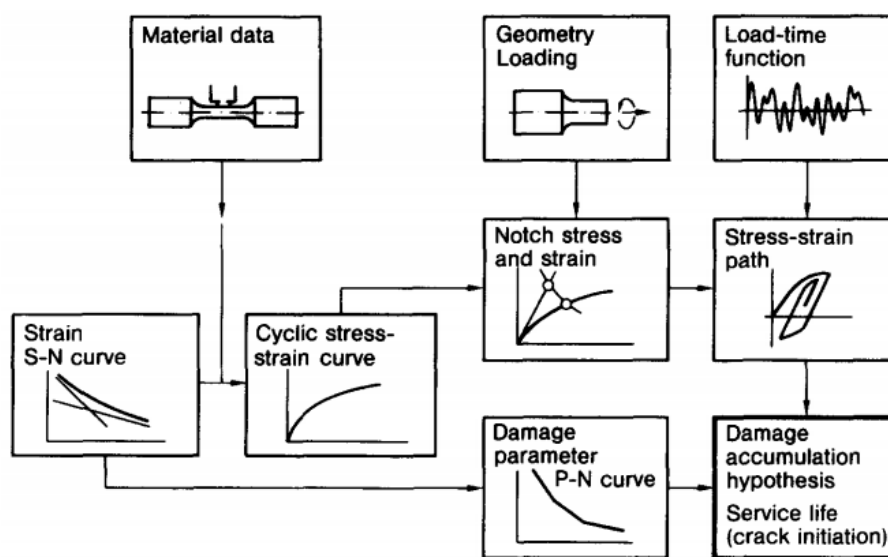 Material data
Geometry
Loading
Load-time
function
Notch stress
and strain
Stress-strain
path
Strain
S-N curve
Cyclic stress-
strain curve
Damage
parameter
P-N curve
Damage
accumulation
hypothesis
Service life
(crack initiation)